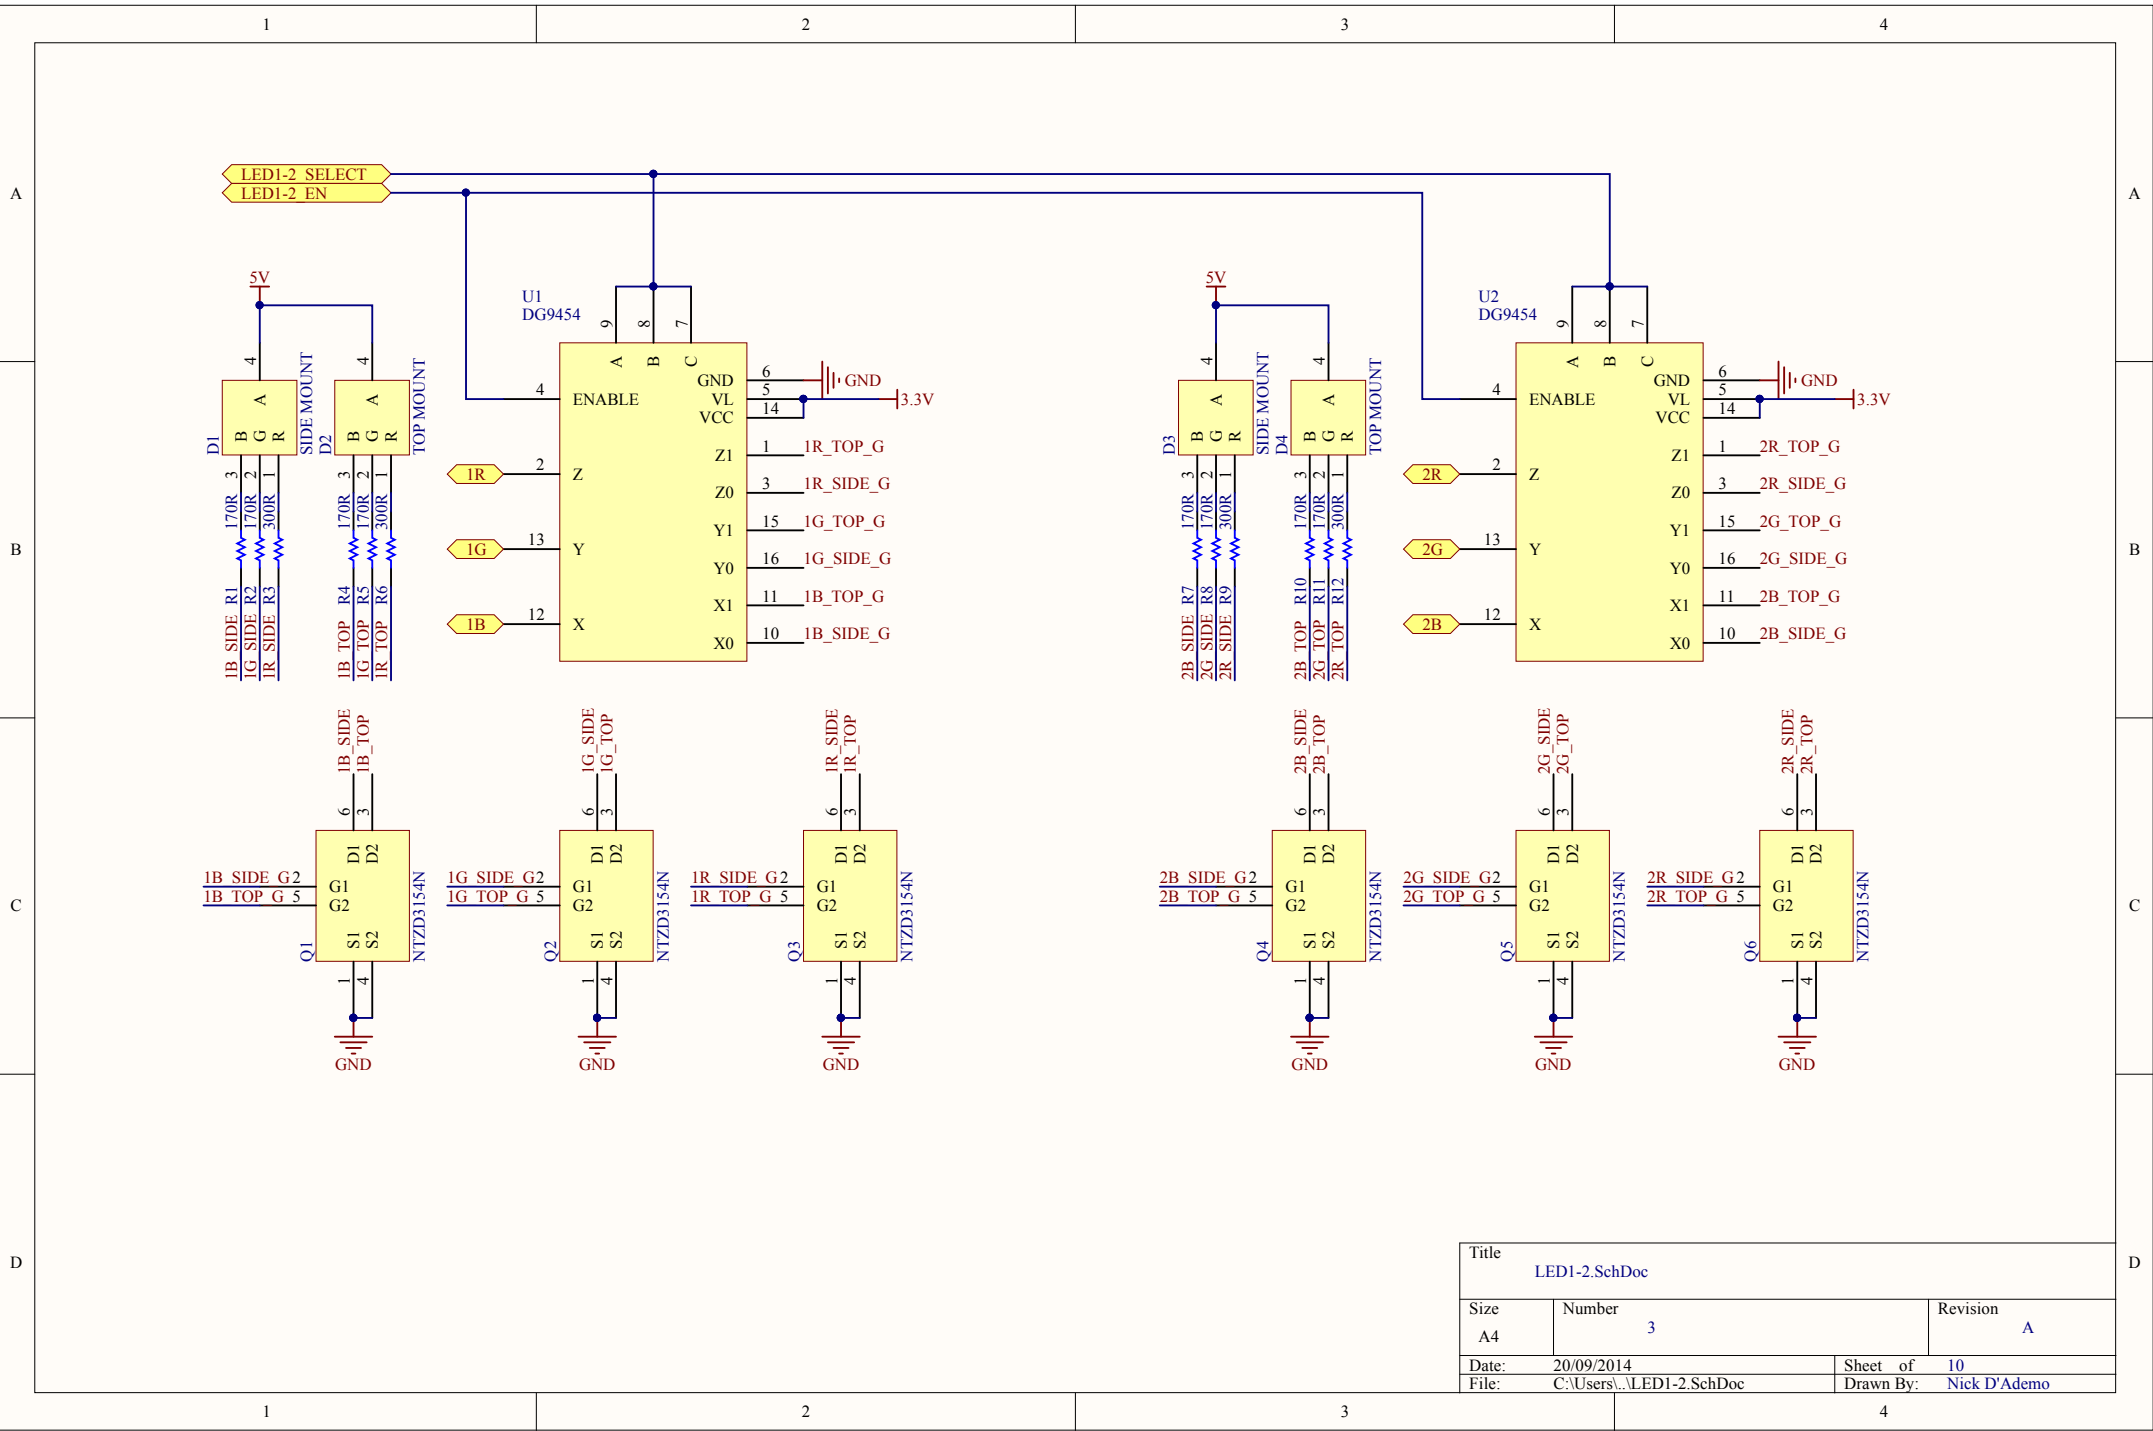 1 2 3 4
A A
LED1-2_SELECT
LED1-2_EN
5V
U1
DG9454
9 8 7
A B C
4 ENABLE
GND 6 GND
VL 5 3.3V
VCC 14
1R 2 Z
Z1 1 1R_TOP_G
Z0 3 1R_SIDE_G
1G 13 Y
Y1 15 1G_TOP_G
Y0 16 1G_SIDE_G
1B 12 X
X1 11 1B_TOP_G
X0 10 1B_SIDE_G
D1
SIDE MOUNT
4
A
B G R
3 2 1
170R 170R 300R
R1 R2 R3
1B_SIDE 1G_SIDE 1R_SIDE
D2
TOP MOUNT
4
A
B G R
3 2 1
170R 170R 300R
R4 R5 R6
1B_TOP 1G_TOP 1R_TOP
5V
U2
DG9454
9 8 7
A B C
4 ENABLE
GND 6 GND
VL 5 3.3V
VCC 14
2R 2 Z
Z1 1 2R_TOP_G
Z0 3 2R_SIDE_G
2G 13 Y
Y1 15 2G_TOP_G
Y0 16 2G_SIDE_G
2B 12 X
X1 11 2B_TOP_G
X0 10 2B_SIDE_G
D3
SIDE MOUNT
4
A
B G R
3 2 1
170R 170R 300R
R7 R8 R9
2B_SIDE 2G_SIDE 2R_SIDE
D4
TOP MOUNT
4
A
B G R
3 2 1
170R 170R 300R
R10 R11 R12
2B_TOP 2G_TOP 2R_TOP
B B
1B_SIDE 1B_TOP
6 3
D1 D2
1B_SIDE_G 2 G1
1B_TOP_G 5 G2
S1 S2
Q1
NTZD3154N
1 4
GND
1G_SIDE 1G_TOP
6 3
D1 D2
1G_SIDE_G 2 G1
1G_TOP_G 5 G2
S1 S2
Q2
NTZD3154N
1 4
GND
1R_SIDE 1R_TOP
6 3
D1 D2
1R_SIDE_G 2 G1
1R_TOP_G 5 G2
S1 S2
Q3
NTZD3154N
1 4
GND
2B_SIDE 2B_TOP
6 3
D1 D2
2B_SIDE_G 2 G1
2B_TOP_G 5 G2
S1 S2
Q4
NTZD3154N
1 4
GND
2G_SIDE 2G_TOP
6 3
D1 D2
2G_SIDE_G 2 G1
2G_TOP_G 5 G2
S1 S2
Q5
NTZD3154N
1 4
GND
2R_SIDE 2R_TOP
6 3
D1 D2
2R_SIDE_G 2 G1
2R_TOP_G 5 G2
S1 S2
Q6
NTZD3154N
1 4
GND
C C
D D
Title
LED1-2.SchDoc
Size Number Revision
A4 3 A
Date: 20/09/2014 Sheet of 10
File: C:\Users\..\LED1-2.SchDoc Drawn By: Nick D'Ademo
1 2 3 4